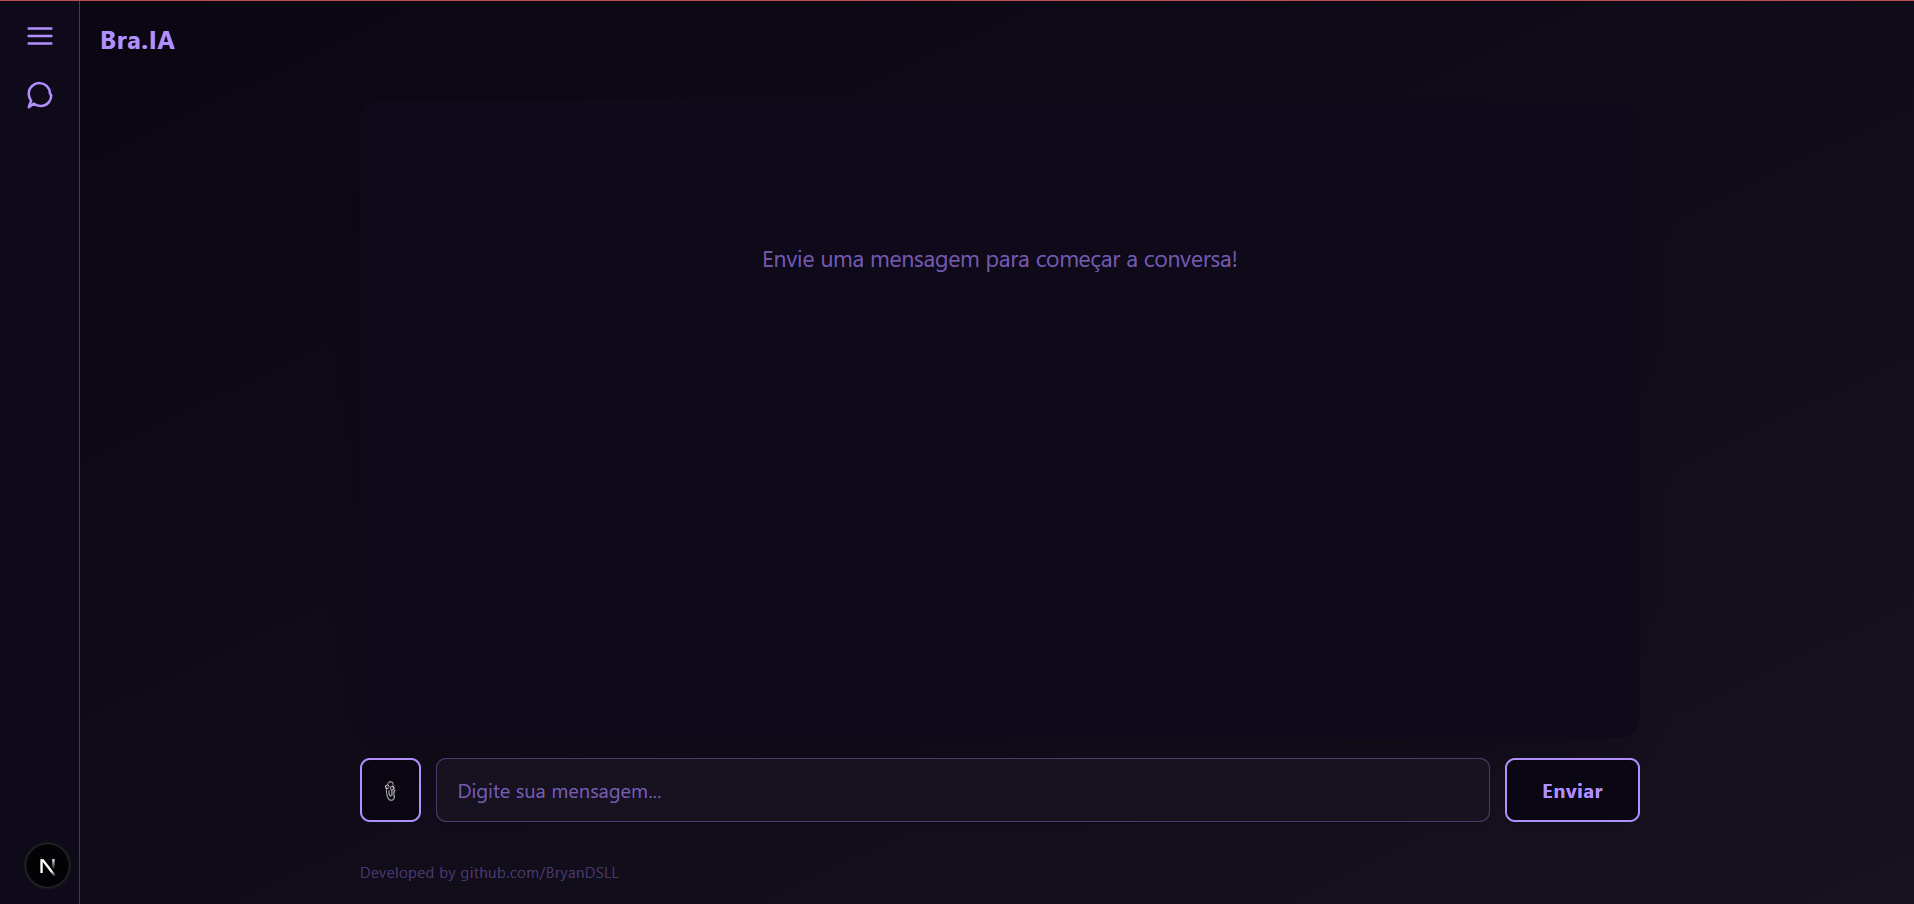 Bra.IA
Envie uma mensagem para começar a conversa!
Digite sua mensagem...
Enviar
N
Developed by github.com/BryanDSLL